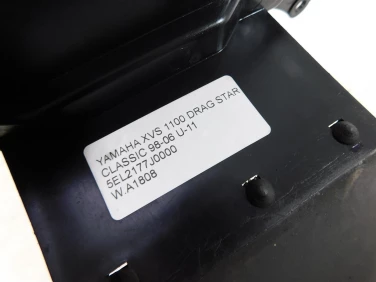 YAMAHA XVS 1100 DRAG STAR
CLASSIC 98-06 U-11
5EL2177J0000
W.A1808